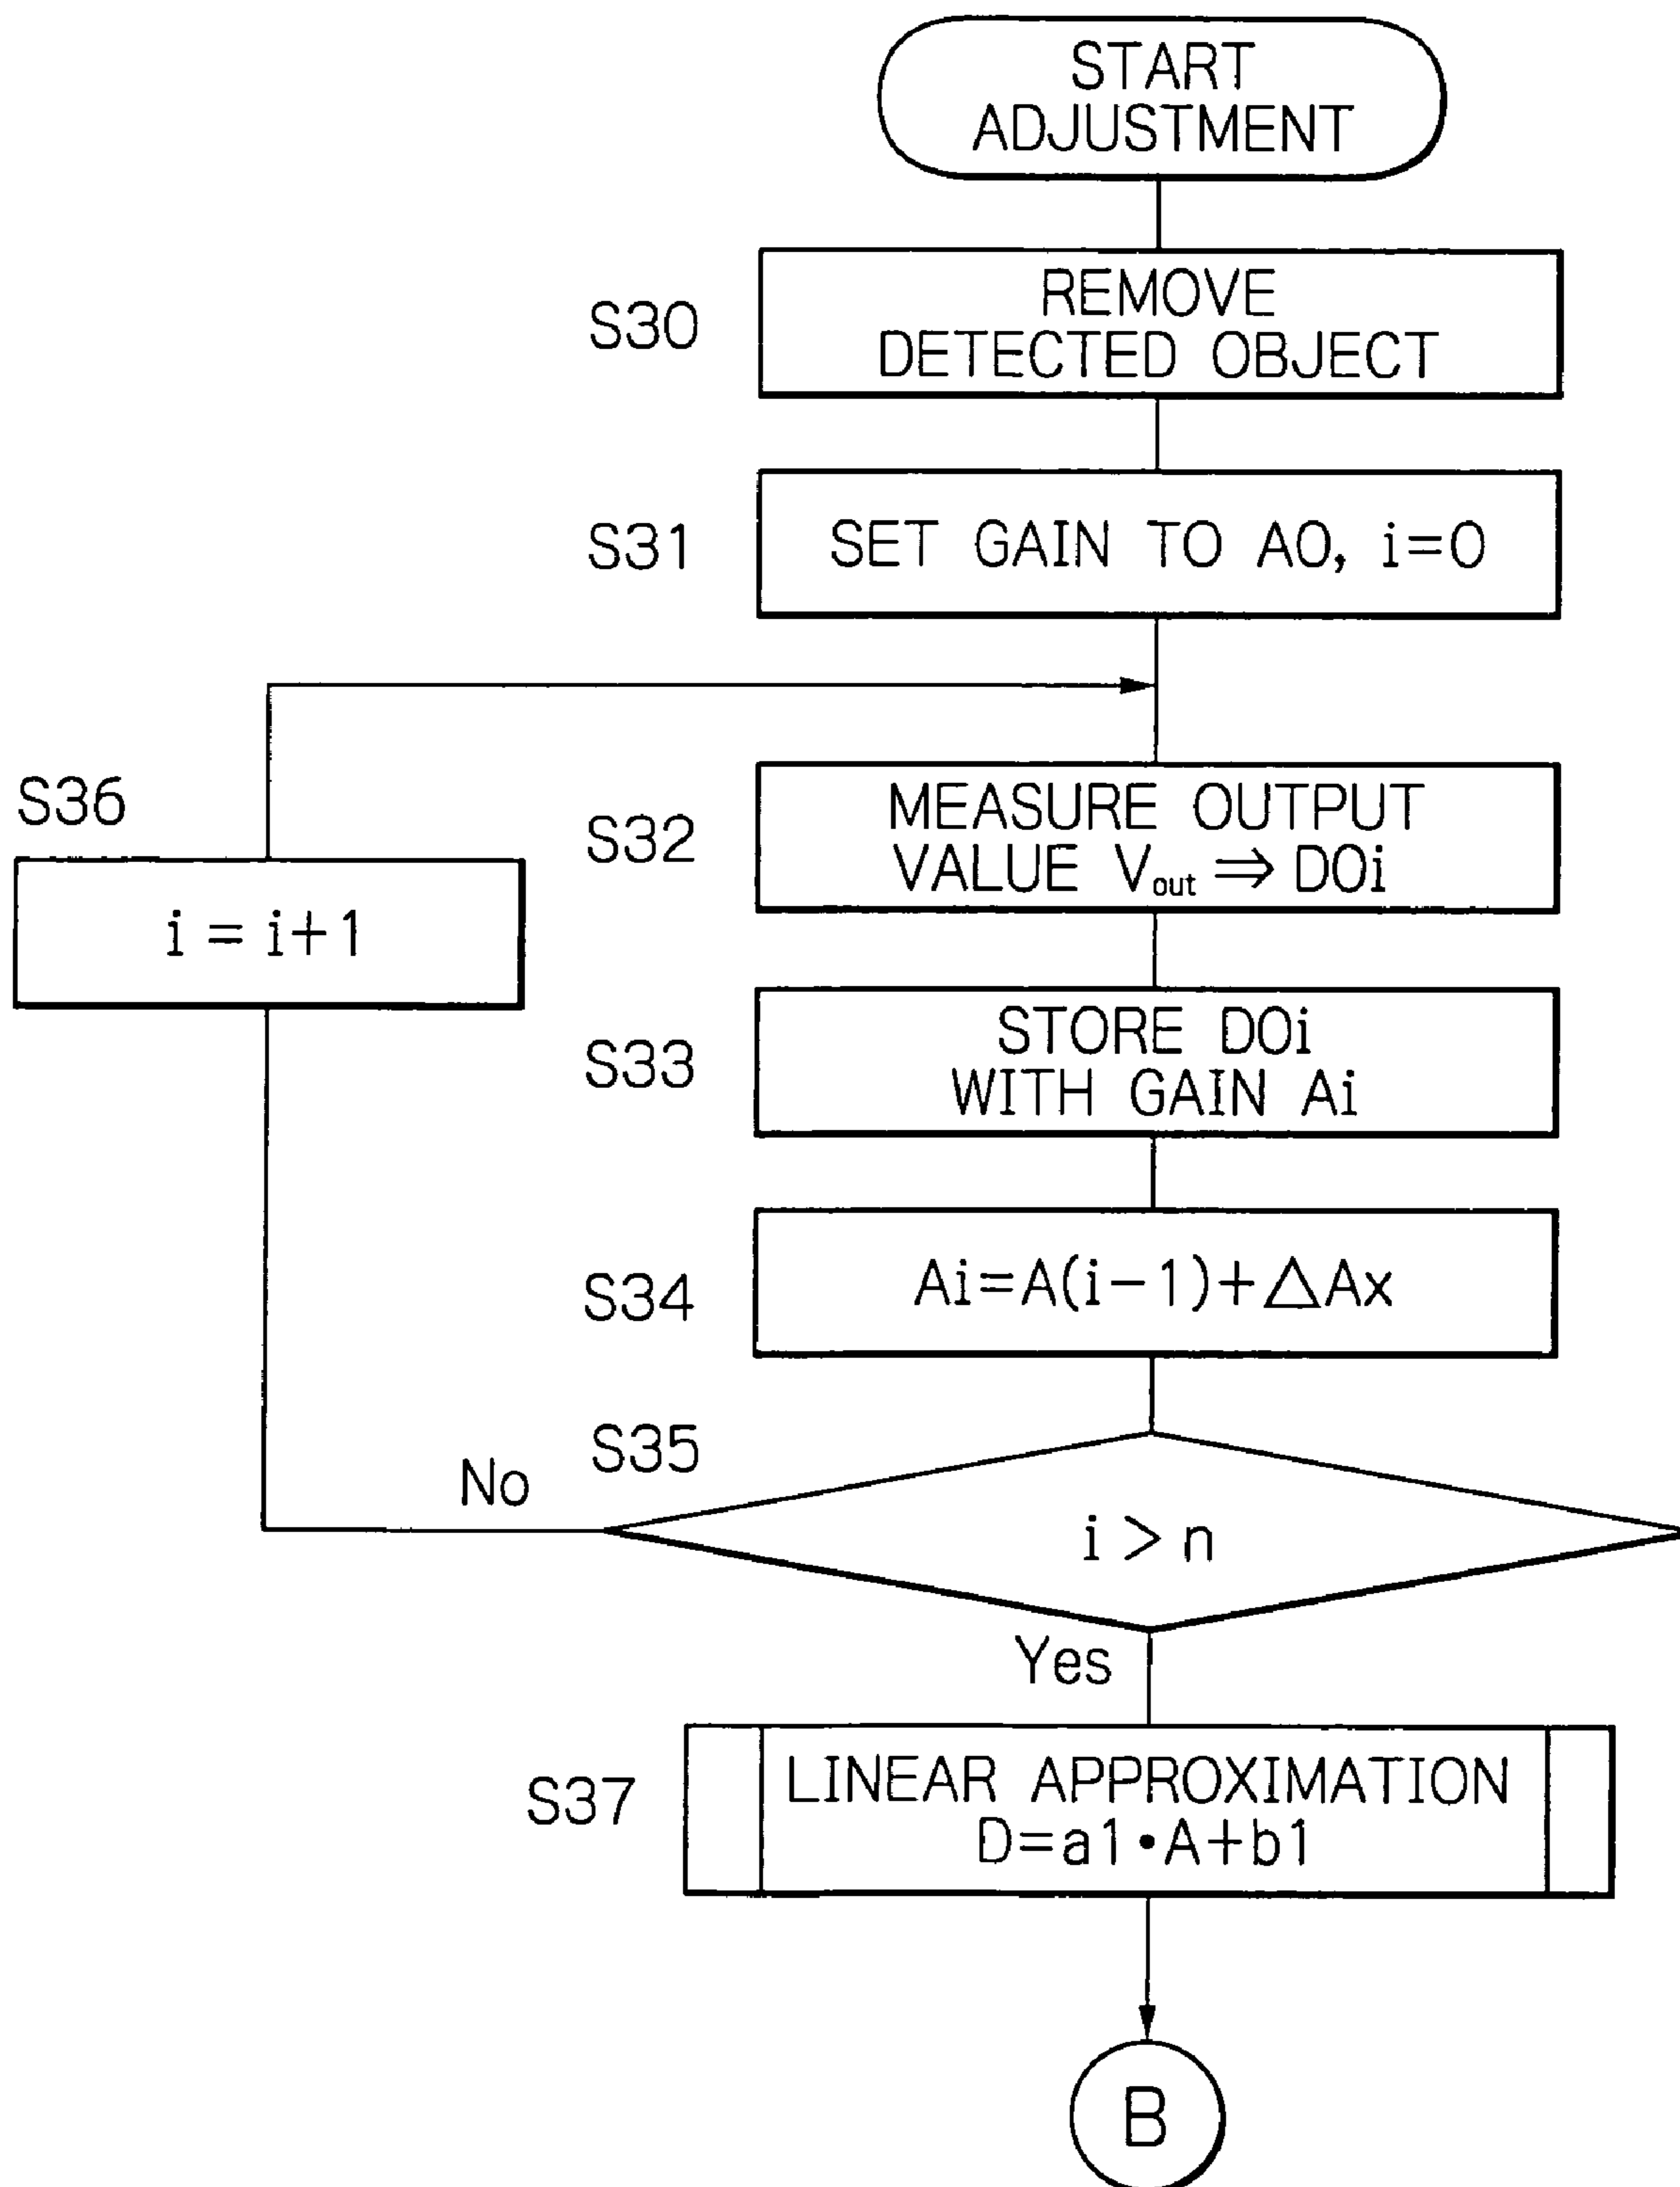 START
ADJUSTMENT
S30
REMOVE
DETECTED OBJECT
S31
SET GAIN TO A0, i=0
S36
i = i+1
S32
MEASURE OUTPUT
VALUE Vout ⇒ D0i
S33
STORE D0i
WITH GAIN Ai
S34
Ai=A(i-1)+△Ax
S35
No
i > n
Yes
S37
LINEAR APPROXIMATION
D=a1•A+b1
B